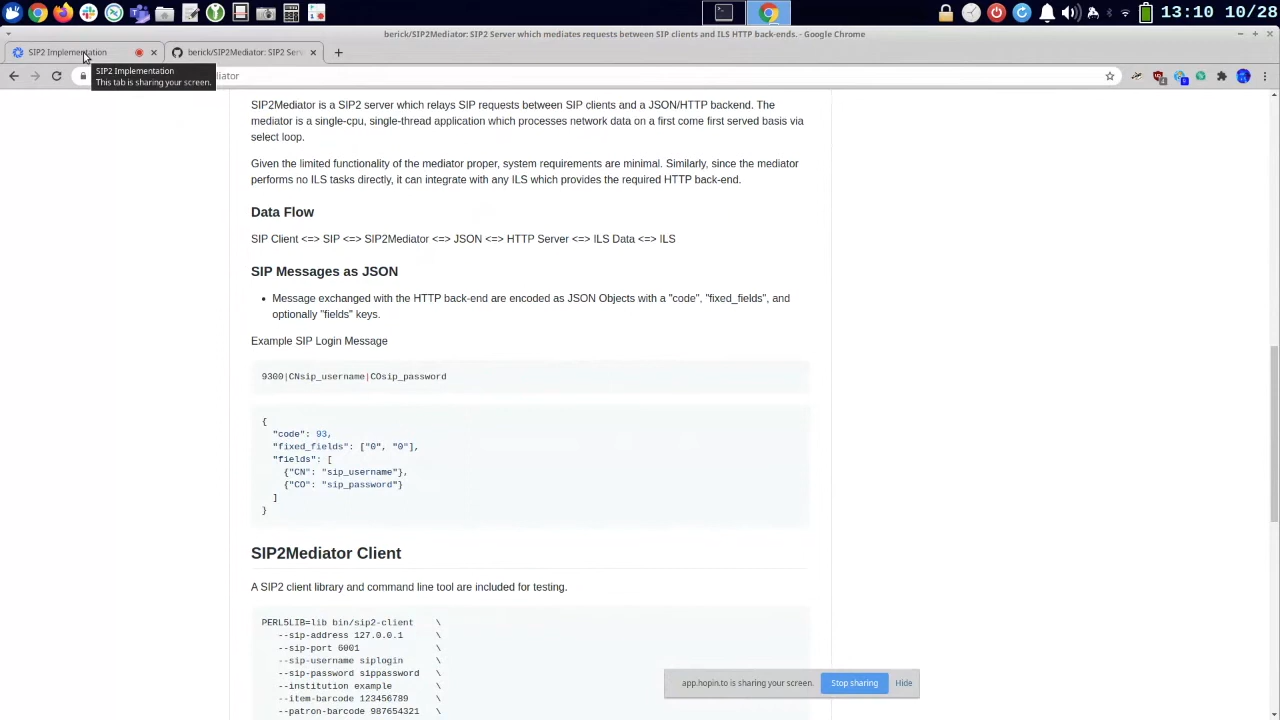 13:10 10/28
berick/SIP2Mediator: SIP2 Server which mediates requests between SIP clients and ILS HTTP back-ends. - Google Chrome
SIP2 Implementation
berick/SIP2Mediator: SIP2 Serv
SIP2 Implementation
This tab is sharing your screen.
diator
SIP2Mediator is a SIP2 server which relays SIP requests between SIP clients and a JSON/HTTP backend. The
mediator is a single-cpu, single-thread application which processes network data on a first come first served basis via
select loop.
Given the limited functionality of the mediator proper, system requirements are minimal. Similarly, since the mediator
performs no ILS tasks directly, it can integrate with any ILS which provides the required HTTP back-end.
Data Flow
SIP Client <=> SIP <=> SIP2Mediator <=> JSON <=> HTTP Server <=> ILS Data <=> ILS
SIP Messages as JSON
• Message exchanged with the HTTP back-end are encoded as JSON Objects with a "code", "fixed_fields", and
optionally "fields" keys.
Example SIP Login Message
9300|CNsip_username|COsip_password
{
"code": 93,
"fixed_fields": ["0", "0"],
"fields": [
{"CN": "sip_username"},
{"CO": "sip_password"}
]
}
SIP2Mediator Client
A SIP2 client library and command line tool are included for testing.
PERL5LIB=lib bin/sip2-client \
--sip-address 127.0.0.1 \
--sip-port 6001 \
--sip-username siplogin \
--sip-password sippassword \
--institution example \
--item-barcode 123456789 \
--patron-barcode 987654321 \
app.hopin.to is sharing your screen. Stop sharing Hide